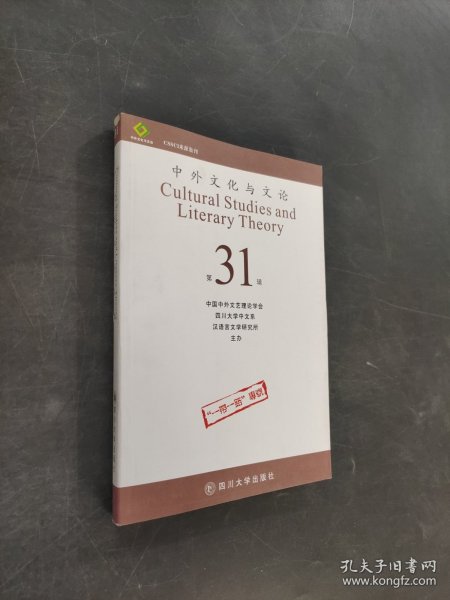 CSSCI来源集刊
中外文化与文论
Cultural Studies and
Literary Theory
第31辑
中国中外文艺理论学会
四川大学中文系
汉语言文学研究所
主办
“一带一路”專號
四川大学出版社
孔夫子旧书网
www.kongfz.com